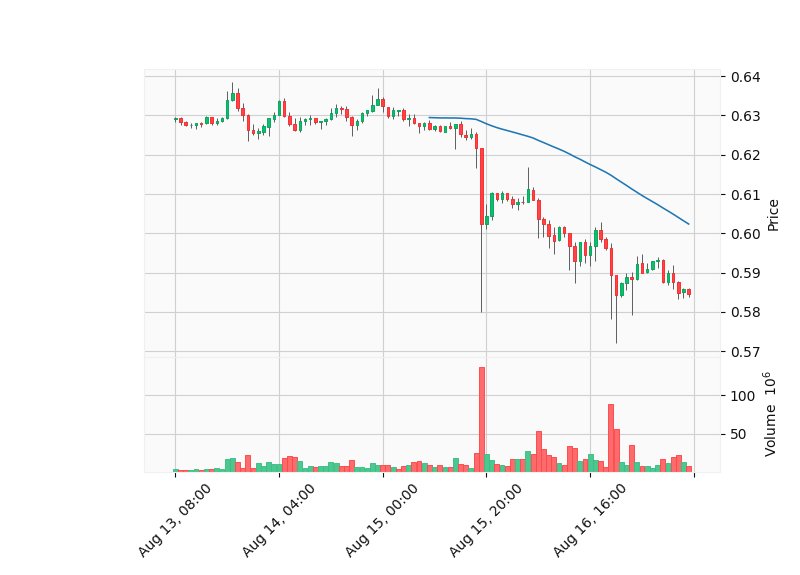 0.64
0.63
0.62
0.61
0.60
0.59
0.58
0.57
Price
100
50
Volume 10⁶
Aug 13, 08:00
Aug 14, 04:00
Aug 15, 00:00
Aug 15, 20:00
Aug 16, 16:00